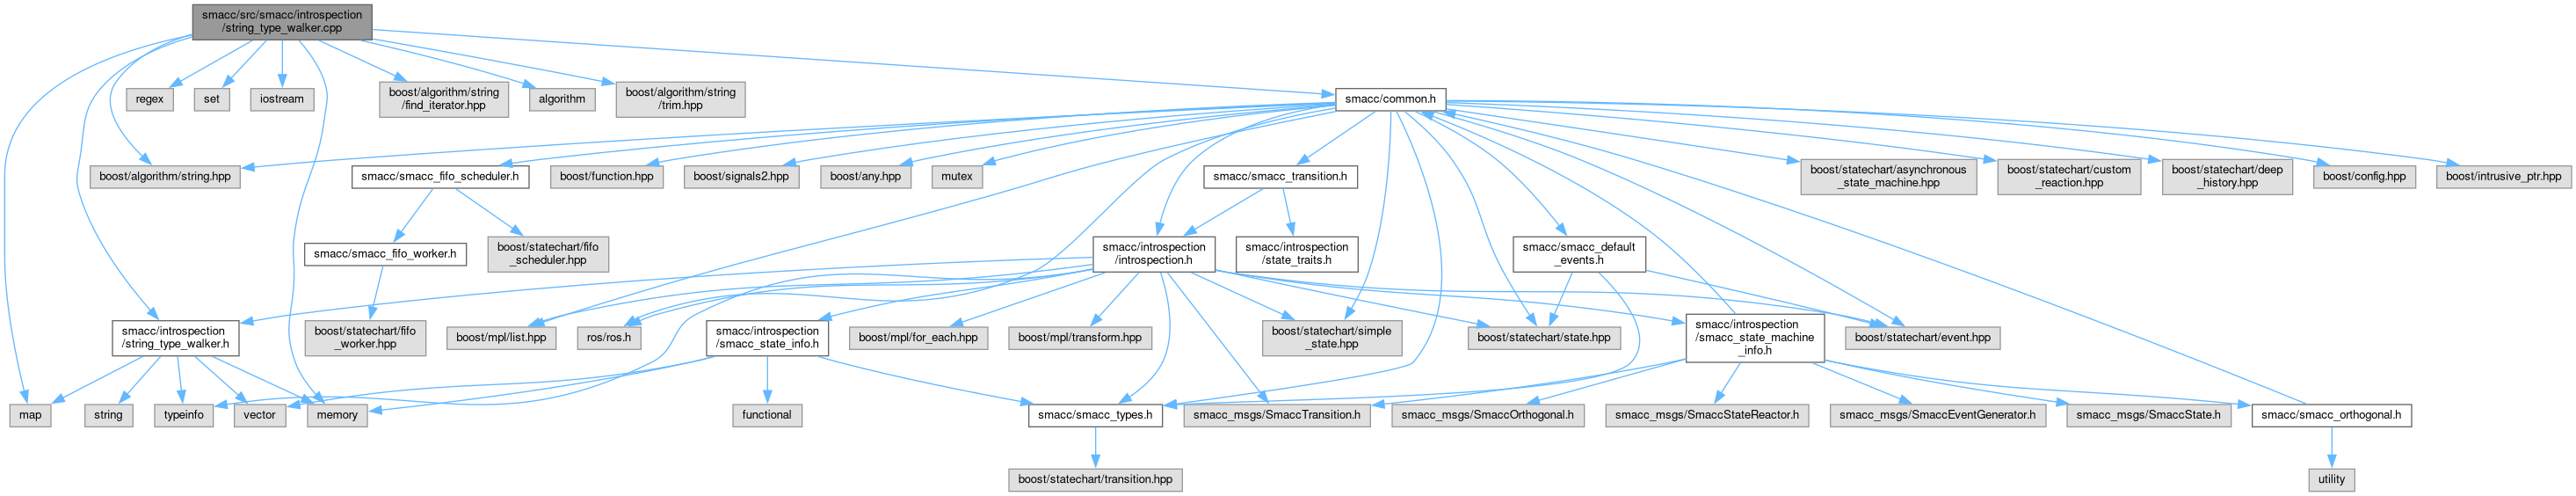 smacc/src/smacc/introspection
/string_type_walker.cpp
regex
set
iostream
boost/algorithm/string
/find_iterator.hpp
algorithm
boost/algorithm/string
/trim.hpp
smacc/common.h
boost/algorithm/string.hpp
smacc/smacc_fifo_scheduler.h
boost/function.hpp
boost/signals2.hpp
boost/any.hpp
mutex
smacc/smacc_transition.h
boost/statechart/asynchronous
_state_machine.hpp
boost/statechart/custom
_reaction.hpp
boost/statechart/deep
_history.hpp
boost/config.hpp
boost/intrusive_ptr.hpp
smacc/smacc_fifo_worker.h
boost/statechart/fifo
_scheduler.hpp
smacc/introspection
/introspection.h
smacc/introspection
/state_traits.h
smacc/smacc_default
_events.h
smacc/introspection
/string_type_walker.h
boost/statechart/fifo
_worker.hpp
boost/mpl/list.hpp
ros/ros.h
smacc/introspection
/smacc_state_info.h
boost/mpl/for_each.hpp
boost/mpl/transform.hpp
boost/statechart/simple
_state.hpp
boost/statechart/state.hpp
smacc/introspection
/smacc_state_machine
_info.h
boost/statechart/event.hpp
map
string
typeinfo
vector
memory
functional
smacc/smacc_types.h
smacc_msgs/SmaccTransition.h
smacc_msgs/SmaccOrthogonal.h
smacc_msgs/SmaccStateReactor.h
smacc_msgs/SmaccEventGenerator.h
smacc_msgs/SmaccState.h
smacc/smacc_orthogonal.h
boost/statechart/transition.hpp
utility